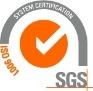 SYSTEM CERTIFICATION
ISO 9001
SGS